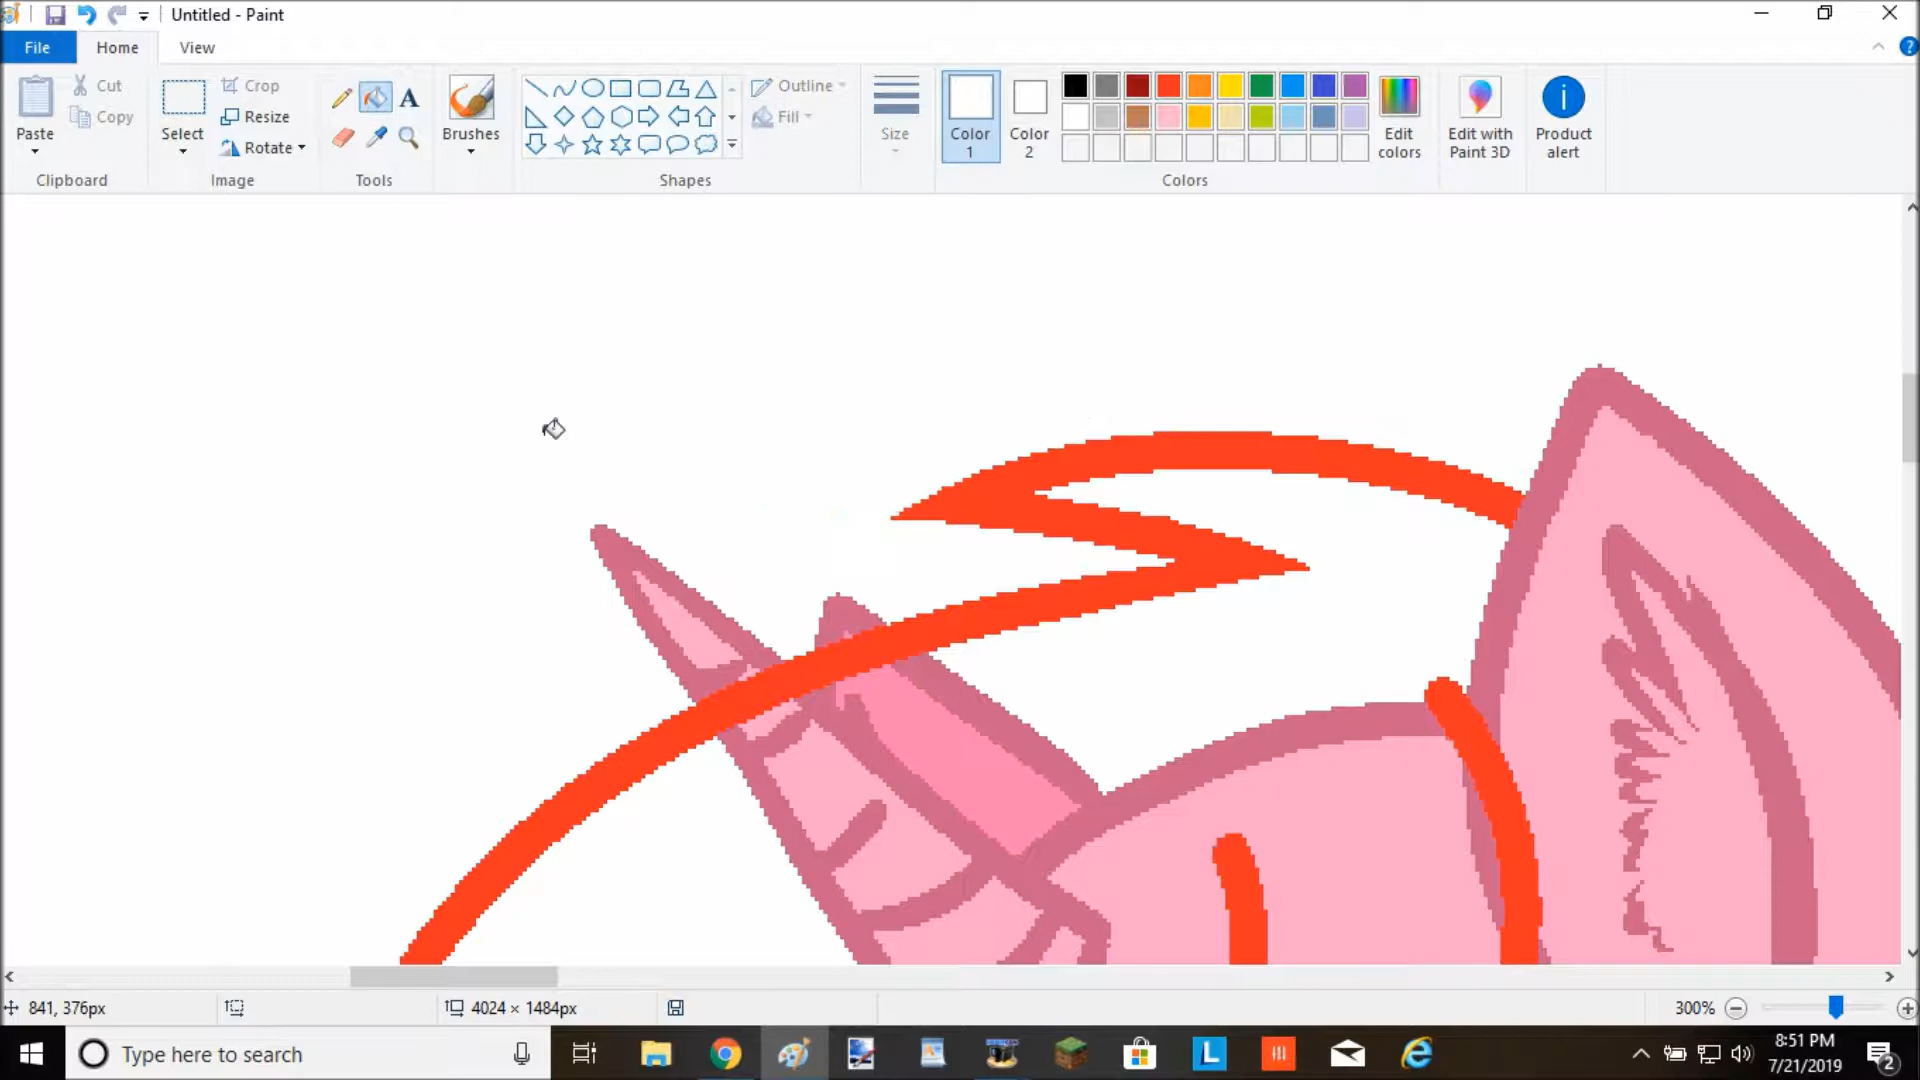 Untitled - Paint
File Home View
Paste
Cut
Copy
Clipboard
Select
Crop
Resize
Rotate
Image
A
Tools
Brushes
Shapes
Outline
Fill
Size
Color 1
Color 2
Edit colors
Colors
Edit with Paint 3D
Product alert
841, 376px
4024 × 1484px
300%
Type here to search
L
8:51 PM
7/21/2019
2